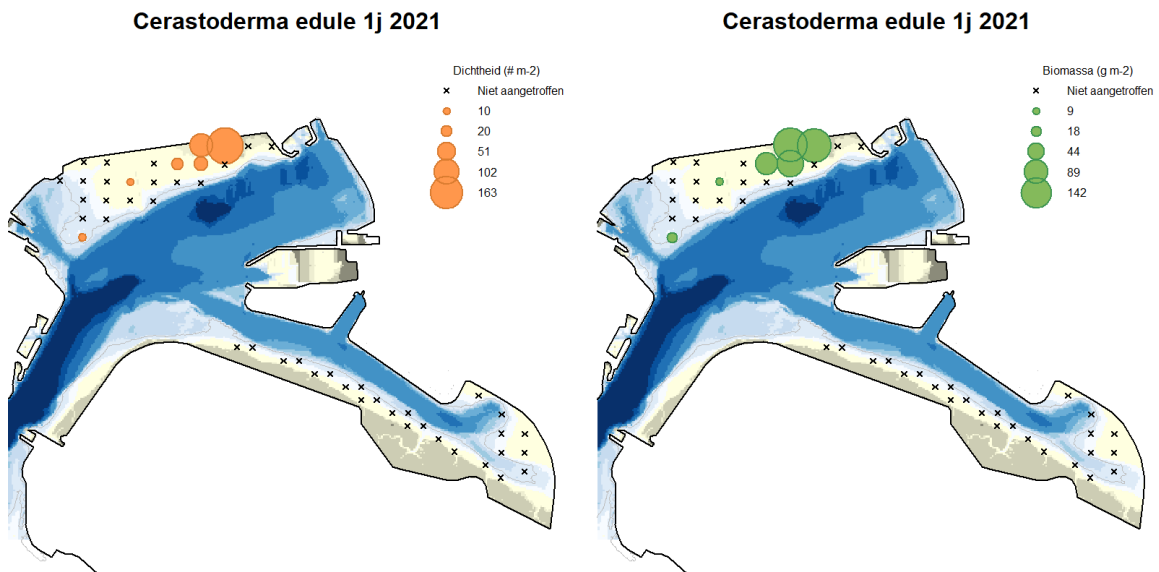 Cerastoderma edule 1j 2021
Dichtheid (# m-2)
Niet aangetroffen
10
20
51
102
163
Cerastoderma edule 1j 2021
Biomassa (g m-2)
Niet aangetroffen
9
18
44
89
142